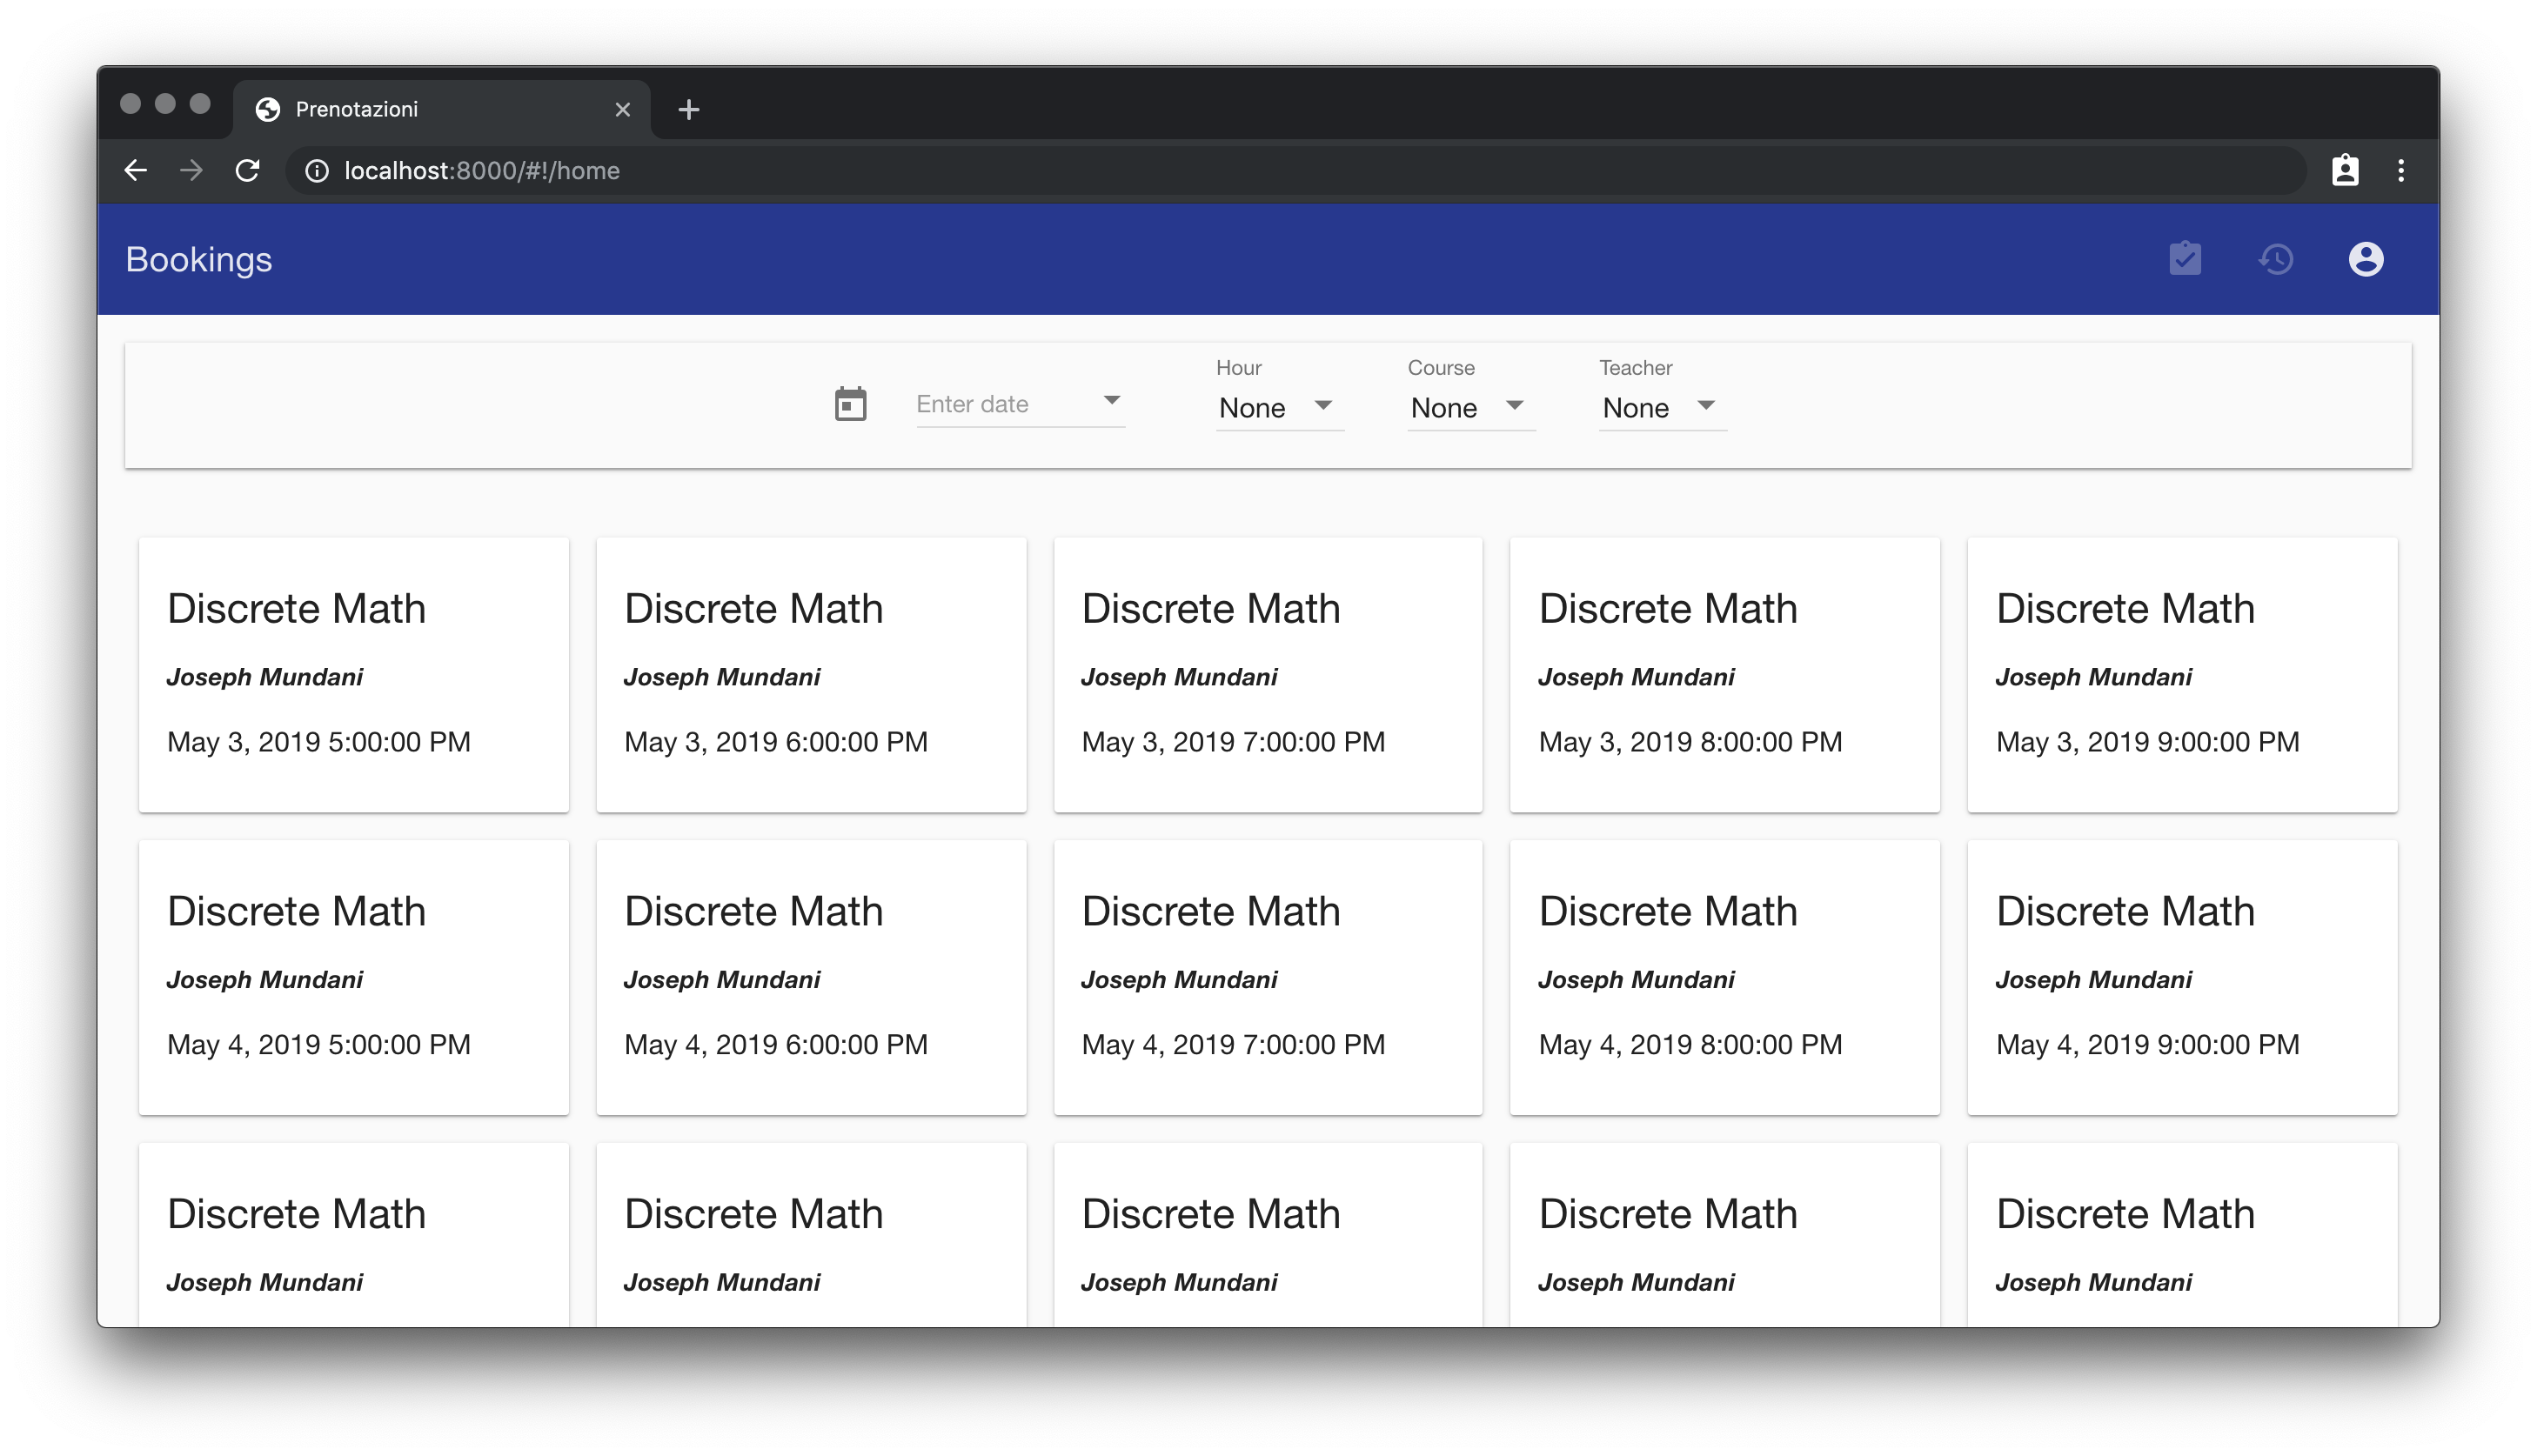 Prenotazioni
localhost:8000/#!/home
Bookings
Enter date
Hour
None
Course
None
Teacher
None
Discrete Math
Joseph Mundani
May 3, 2019 5:00:00 PM
Discrete Math
Joseph Mundani
May 3, 2019 6:00:00 PM
Discrete Math
Joseph Mundani
May 3, 2019 7:00:00 PM
Discrete Math
Joseph Mundani
May 3, 2019 8:00:00 PM
Discrete Math
Joseph Mundani
May 3, 2019 9:00:00 PM
Discrete Math
Joseph Mundani
May 4, 2019 5:00:00 PM
Discrete Math
Joseph Mundani
May 4, 2019 6:00:00 PM
Discrete Math
Joseph Mundani
May 4, 2019 7:00:00 PM
Discrete Math
Joseph Mundani
May 4, 2019 8:00:00 PM
Discrete Math
Joseph Mundani
May 4, 2019 9:00:00 PM
Discrete Math
Joseph Mundani
Discrete Math
Joseph Mundani
Discrete Math
Joseph Mundani
Discrete Math
Joseph Mundani
Discrete Math
Joseph Mundani